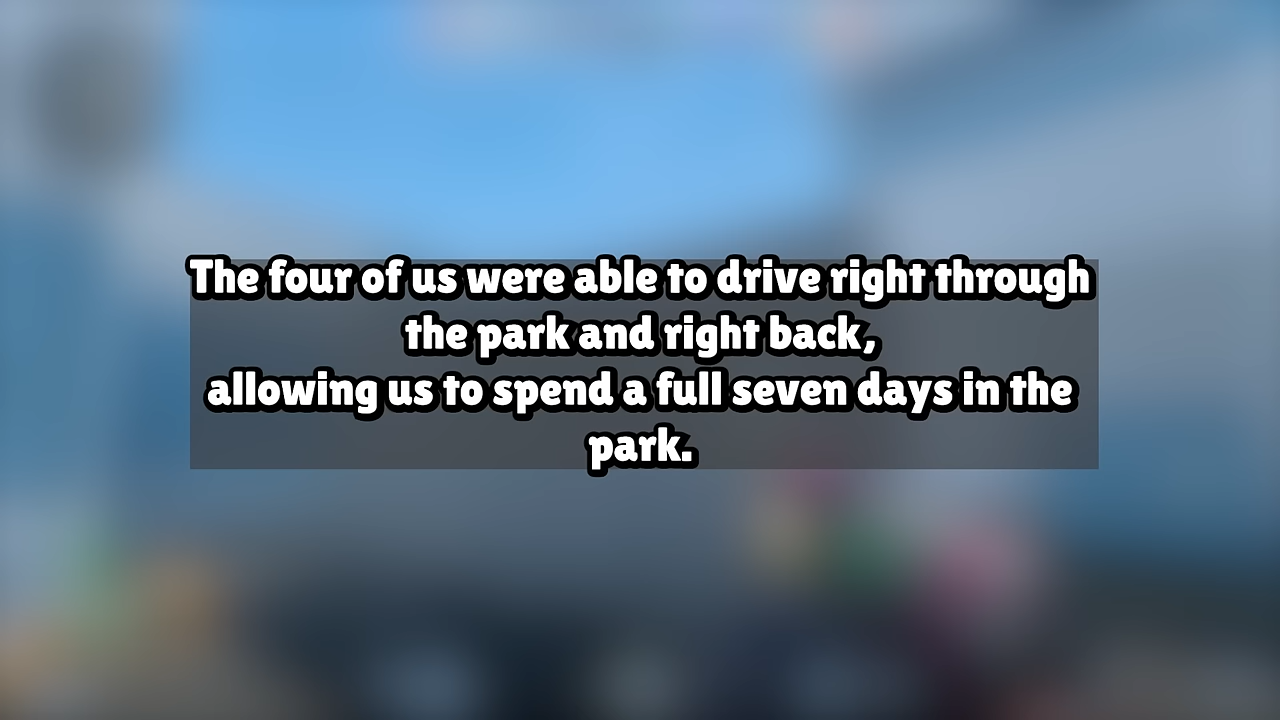 The four of us were able to drive right through
the park and right back,
allowing us to spend a full seven days in the
park.